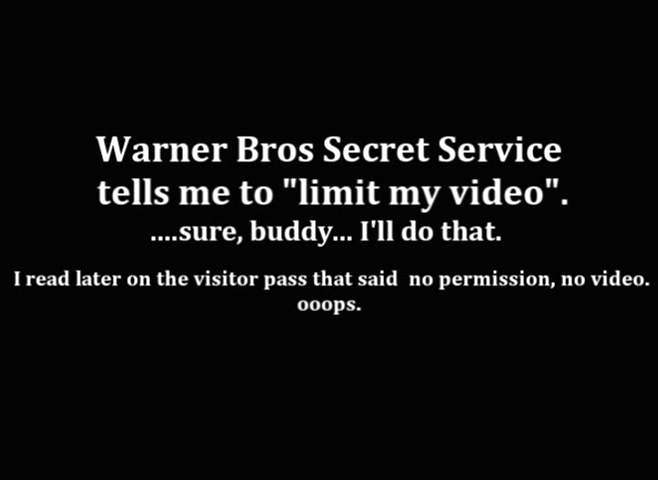 Warner Bros Secret Service
tells me to "limit my video".
....sure, buddy... I'll do that.
I read later on the visitor pass that said  no permission, no video.
ooops.